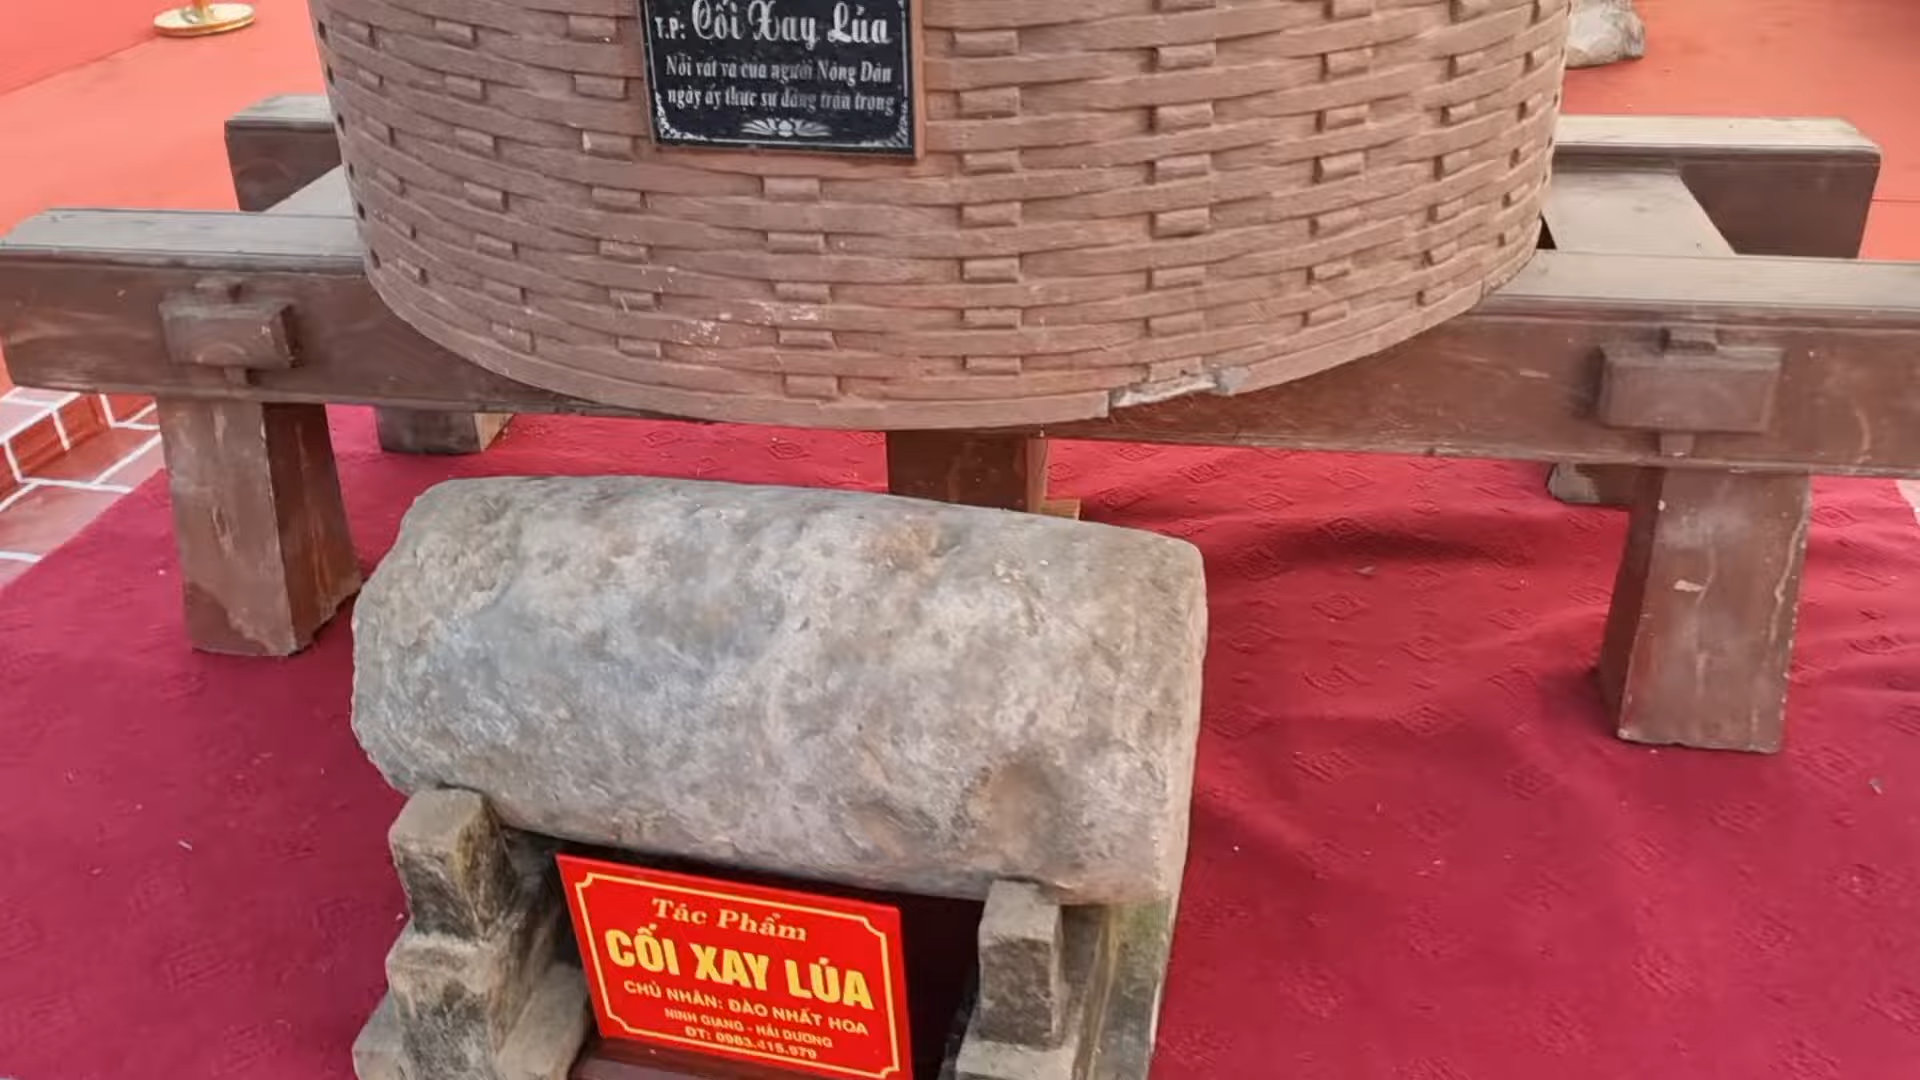 T.P: Cối Xay Lúa
Nỗi vất vả của người Nông Dân
ngày ấy thực sự đáng trân trọng
Tác Phẩm
CỐI XAY LÚA
CHỦ NHÂN: ĐÀO NHẤT HOA
NINH GIANG - HẢI DƯƠNG
ĐT: 0983.415.979